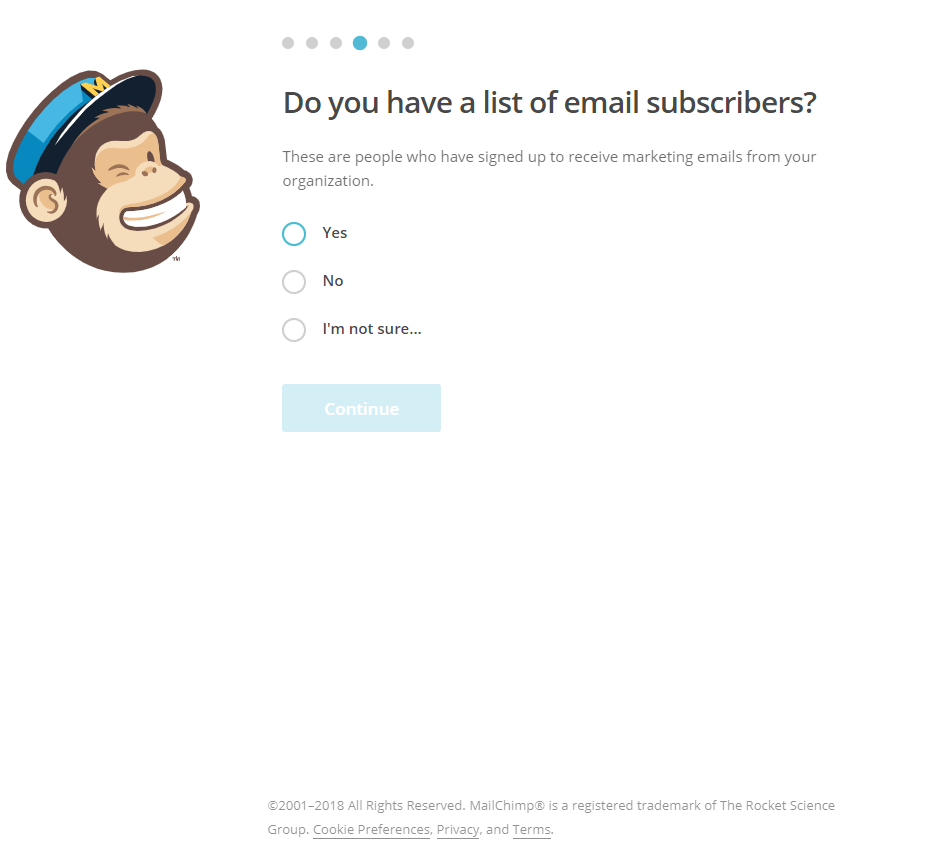 Do you have a list of email subscribers?
These are people who have signed up to receive marketing emails from your
organization.
Yes
No
I'm not sure...
Continue
©2001–2018 All Rights Reserved. MailChimp® is a registered trademark of The Rocket Science
Group. Cookie Preferences, Privacy, and Terms.